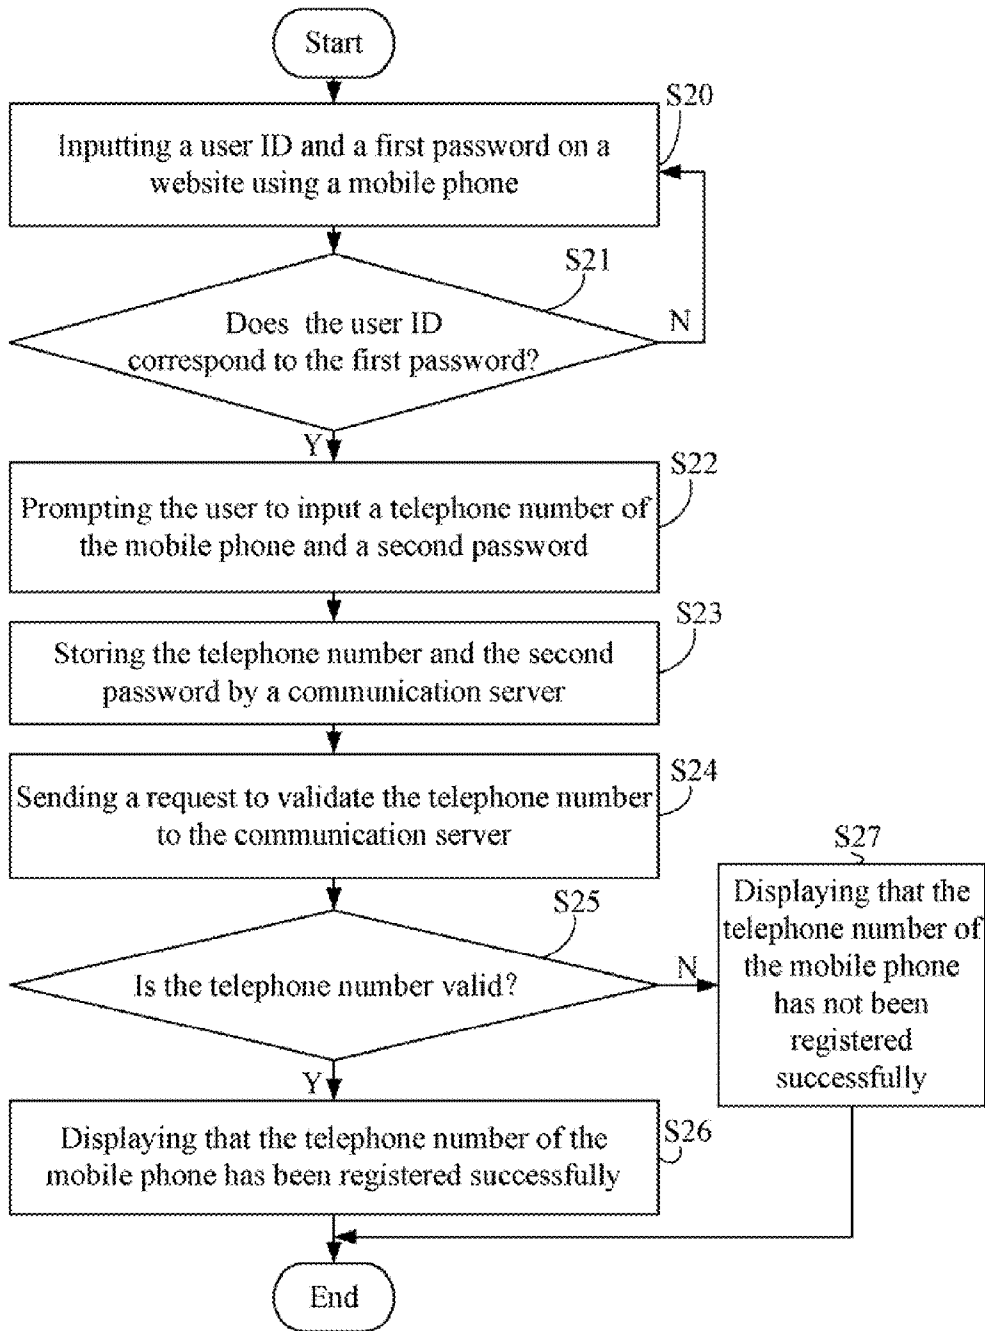 Start
S20
Inputting a user ID and a first password on a
website using a mobile phone
S21
Does the user ID
correspond to the first password?
N
Y
S22
Prompting the user to input a telephone number of
the mobile phone and a second password
S23
Storing the telephone number and the second
password by a communication server
S24
Sending a request to validate the telephone number
to the communication server
S25
Is the telephone number valid?
N
Y
S27
Displaying that the
telephone number of
the mobile phone
has not been
registered
successfully
S26
Displaying that the telephone number of the
mobile phone has been registered successfully
End